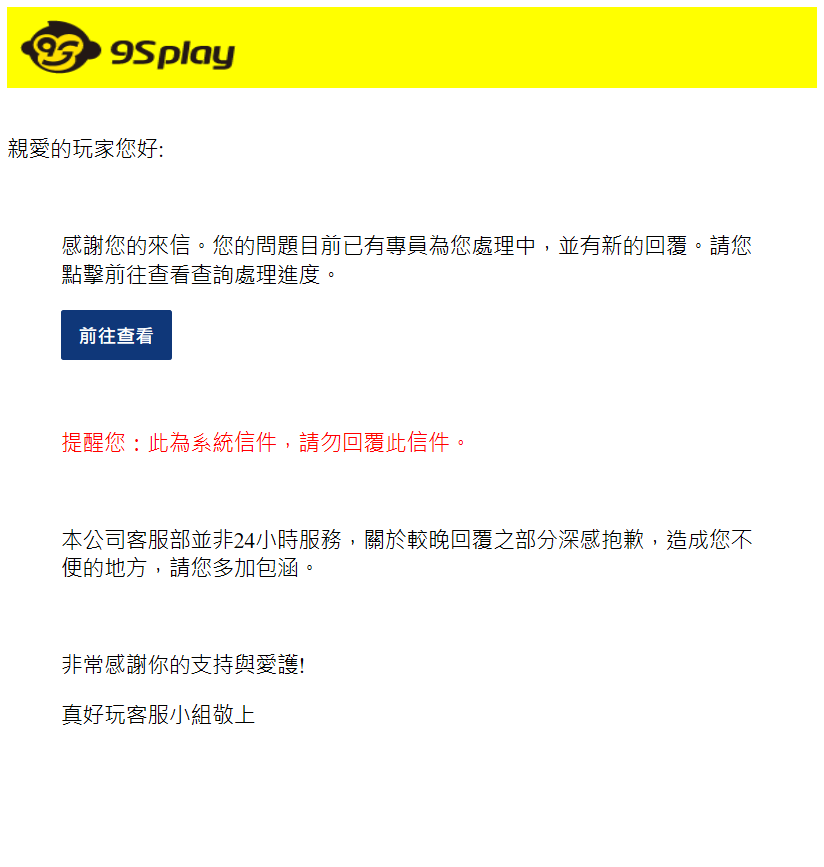 9Splay
親愛的玩家您好:
感謝您的來信。您的問題目前已有專員為您處理中，並有新的回覆。請您
點擊前往查看查詢處理進度。
前往查看
提醒您：此為系統信件，請勿回覆此信件。
本公司客服部並非24小時服務，關於較晚回覆之部分深感抱歉，造成您不
便的地方，請您多加包涵。
非常感謝你的支持與愛護!
真好玩客服小組敬上